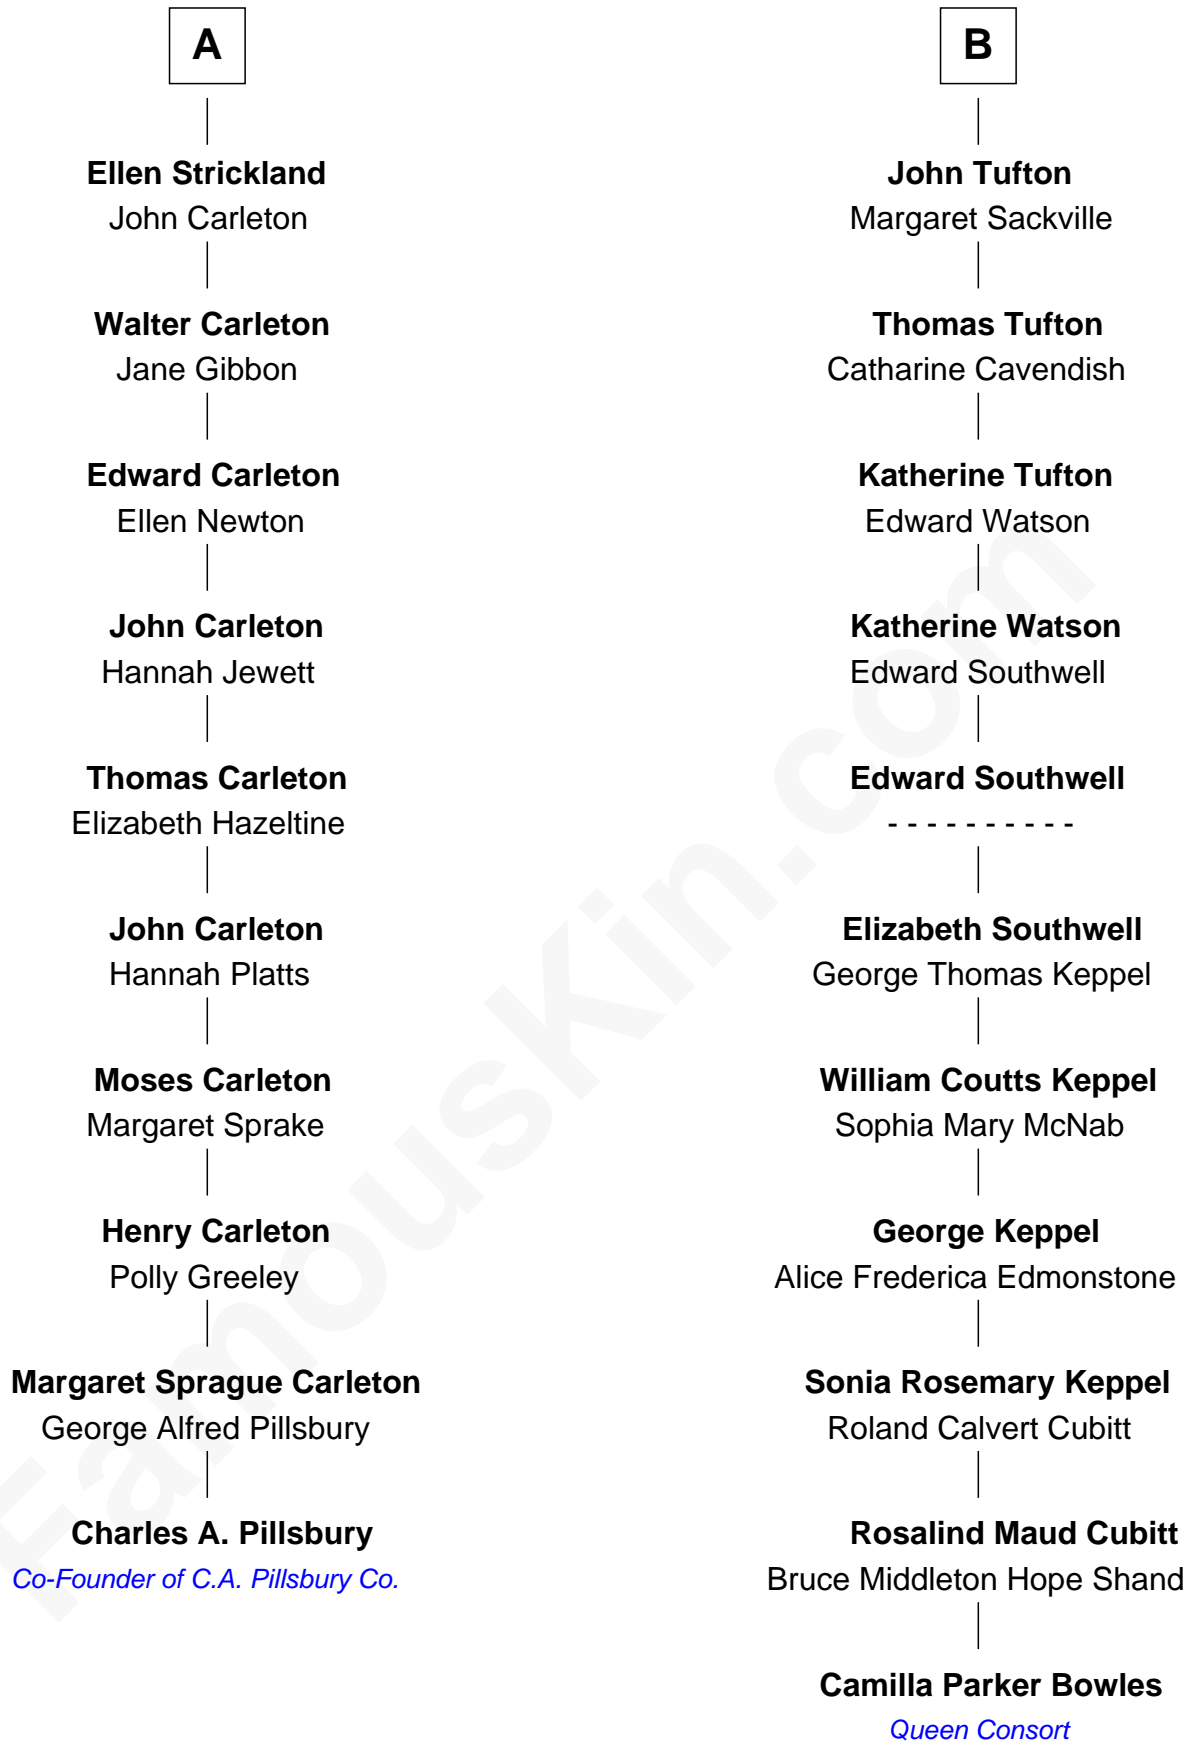 A
Ellen Strickland
John Carleton
Walter Carleton
Jane Gibbon
Edward Carleton
Ellen Newton
John Carleton
Hannah Jewett
Thomas Carleton
Elizabeth Hazeltine
John Carleton
Hannah Platts
Moses Carleton
Margaret Sprake
Henry Carleton
Polly Greeley
Margaret Sprague Carleton
George Alfred Pillsbury
Charles A. Pillsbury
Co-Founder of C.A. Pillsbury Co.
B
John Tufton
Margaret Sackville
Thomas Tufton
Catharine Cavendish
Katherine Tufton
Edward Watson
Katherine Watson
Edward Southwell
Edward Southwell
- - - - - - - - - -
Elizabeth Southwell
George Thomas Keppel
William Coutts Keppel
Sophia Mary McNab
George Keppel
Alice Frederica Edmonstone
Sonia Rosemary Keppel
Roland Calvert Cubitt
Rosalind Maud Cubitt
Bruce Middleton Hope Shand
Camilla Parker Bowles
Queen Consort
FamousKin.com